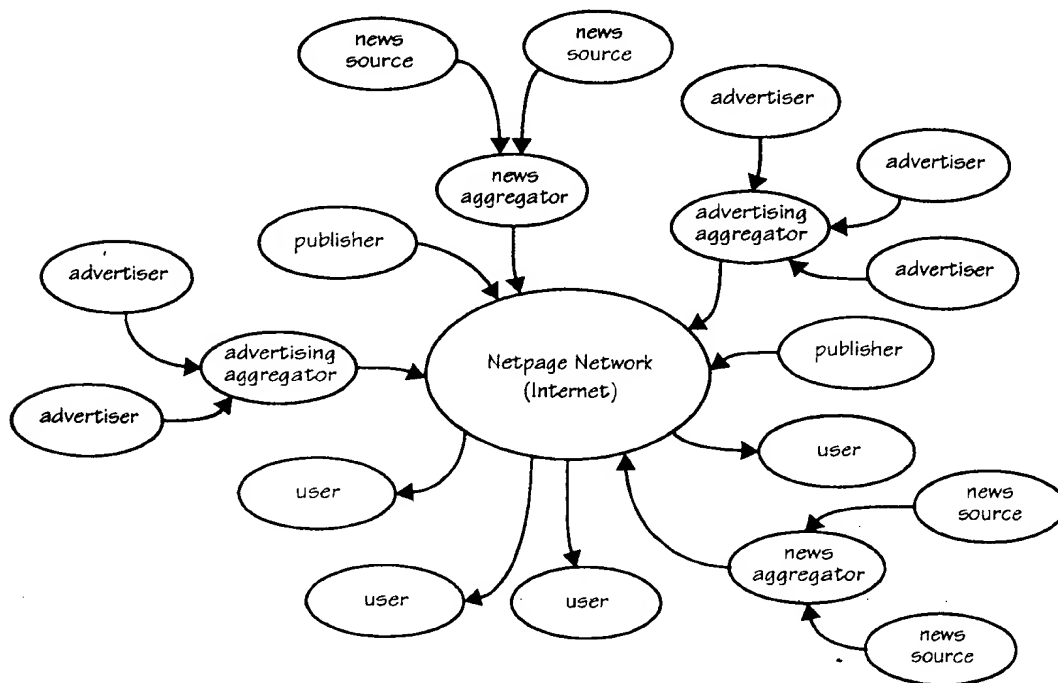 news
source
news
source
advertiser
advertiser
news
aggregator
advertising
aggregator
publisher
advertiser
advertiser
advertising
aggregator
Netpage Network
(Internet)
publisher
advertiser
user
user
news
source
news
aggregator
user
user
news
source